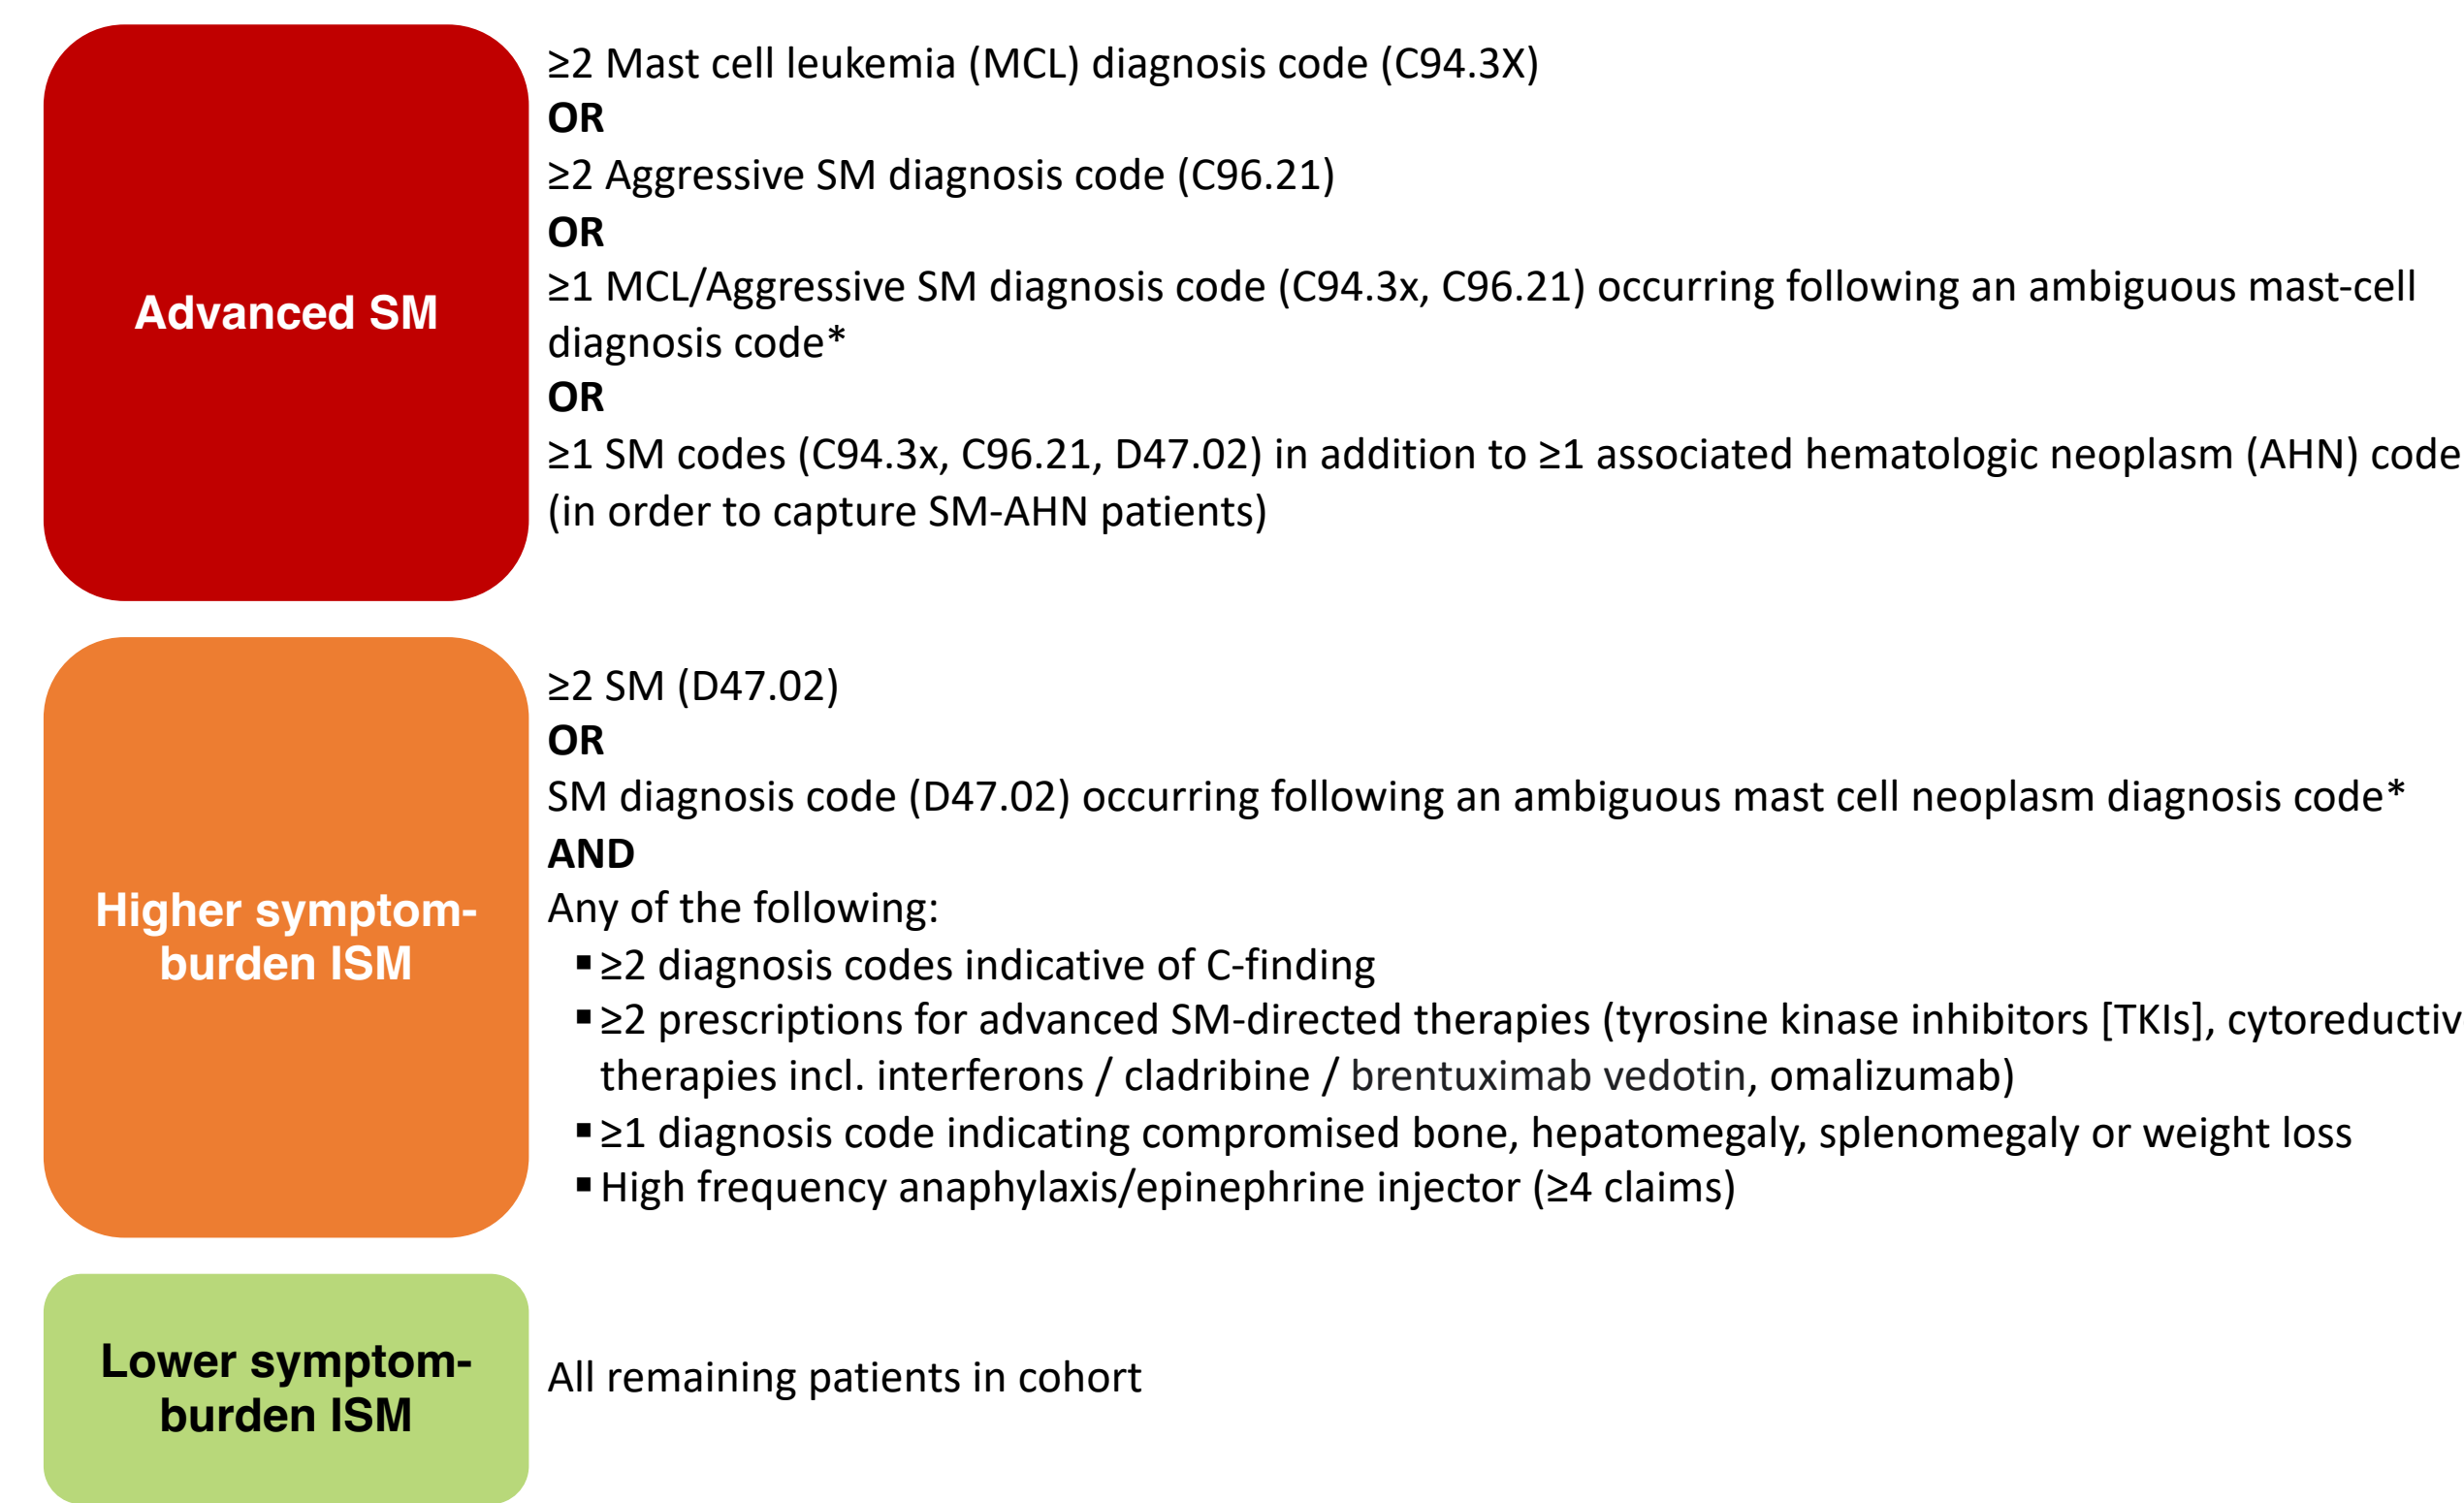 Advanced SM
≥2 Mast cell leukemia (MCL) diagnosis code (C94.3X)
OR
≥2 Aggressive SM diagnosis code (C96.21)
OR
≥1 MCL/Aggressive SM diagnosis code (C94.3x, C96.21) occurring following an ambiguous mast-cell
diagnosis code*
OR
≥1 SM codes (C94.3x, C96.21, D47.02) in addition to ≥1 associated hematologic neoplasm (AHN) code
(in order to capture SM-AHN patients)
Higher symptom-
burden ISM
≥2 SM (D47.02)
OR
SM diagnosis code (D47.02) occurring following an ambiguous mast cell neoplasm diagnosis code*
AND
Any of the following:
▪ ≥2 diagnosis codes indicative of C-finding
▪ ≥2 prescriptions for advanced SM-directed therapies (tyrosine kinase inhibitors [TKIs], cytoreductiv
therapies incl. interferons / cladribine / brentuximab vedotin, omalizumab)
▪ ≥1 diagnosis code indicating compromised bone, hepatomegaly, splenomegaly or weight loss
▪ High frequency anaphylaxis/epinephrine injector (≥4 claims)
Lower symptom-
burden ISM
All remaining patients in cohort